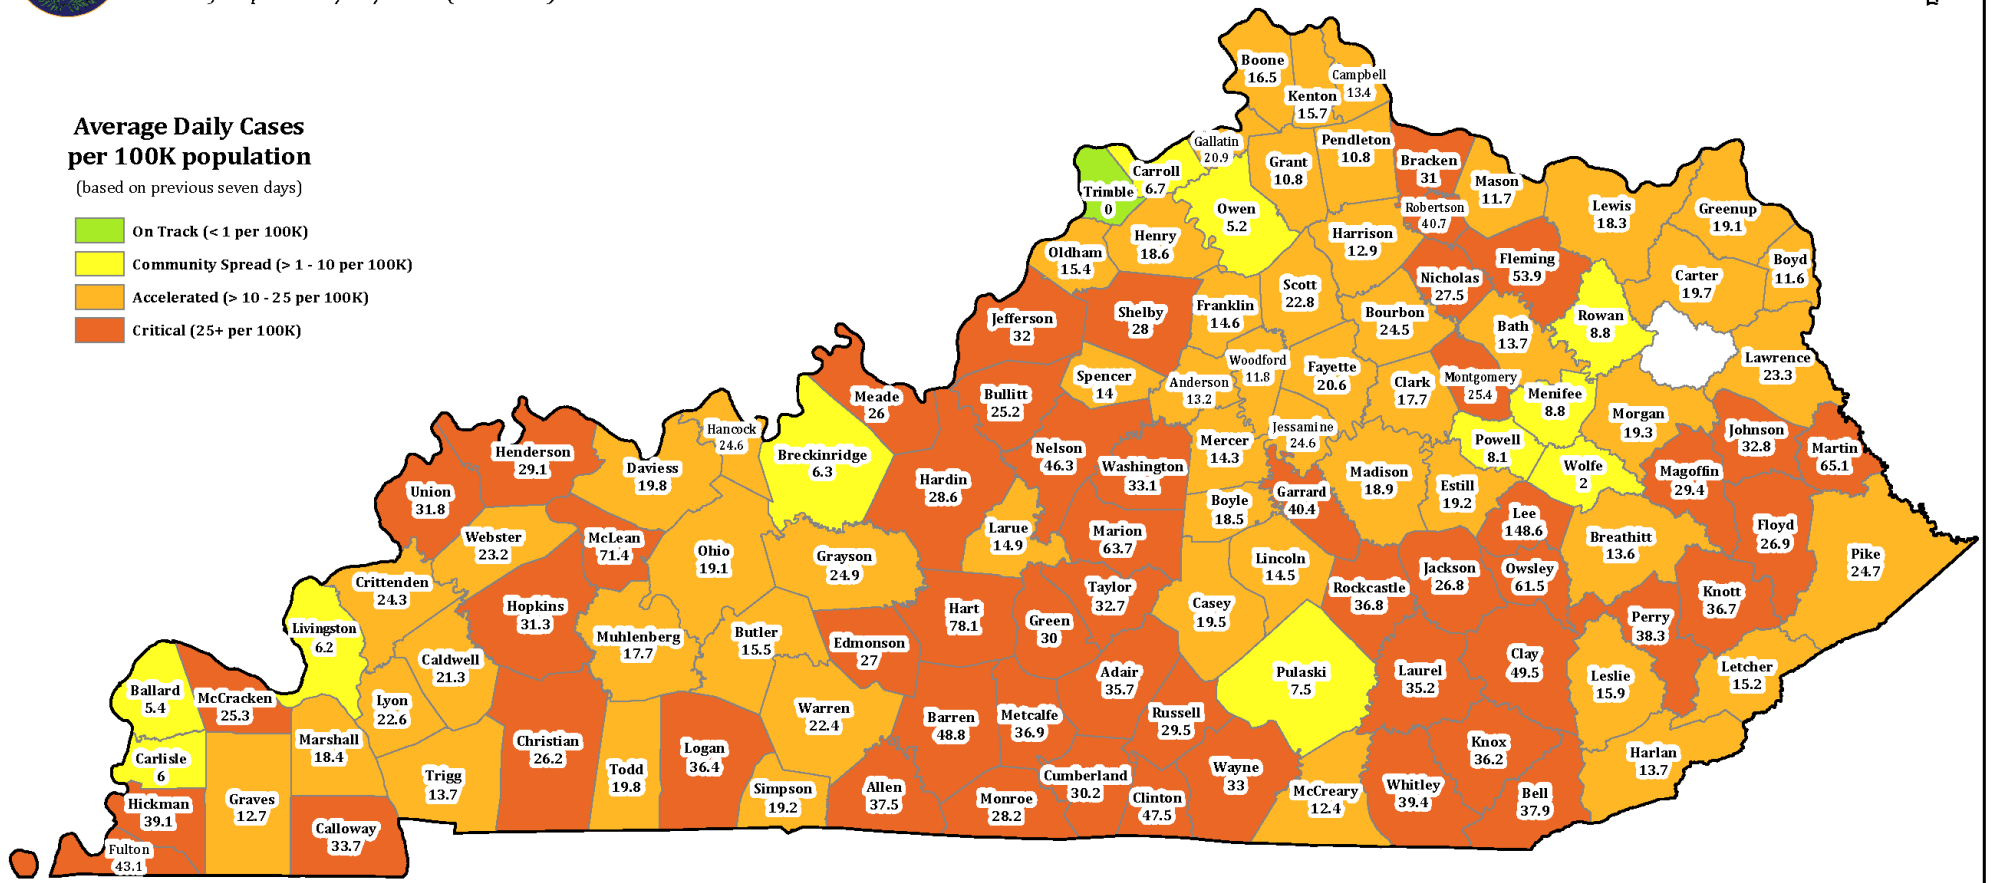 Average Daily Cases
per 100K population
(based on previous seven days)
On Track (< 1 per 100K)
Community Spread (> 1 - 10 per 100K)
Accelerated (> 10 - 25 per 100K)
Critical (25+ per 100K)
Boone
16.5
Campbell
13.4
Kenton
15.7
Gallatin
20.9
Pendleton
10.8
Grant
10.8
Bracken
31
Carroll
6.7
Trimble
0
Mason
11.7
Owen
5.2
Robertson
40.7
Lewis
18.3
Greenup
19.1
Henry
18.6
Harrison
12.9
Oldham
15.4
Fleming
53.9
Boyd
11.6
Nicholas
27.5
Carter
19.7
Scott
22.8
Franklin
14.6
Jefferson
32
Shelby
28
Bourbon
24.5
Bath
13.7
Rowan
8.8
Lawrence
23.3
Woodford
11.8
Fayette
20.6
Spencer
14
Anderson
13.2
Clark
17.7
Montgomery
25.4
Meade
26
Bullitt
25.2
Menifee
8.8
Morgan
19.3
Hancock
24.6
Jessamine
24.6
Johnson
32.8
Breckinridge
6.3
Nelson
46.3
Mercer
14.3
Powell
8.1
Martin
65.1
Henderson
29.1
Daviess
19.8
Washington
33.1
Madison
18.9
Wolfe
2
Magoffin
29.4
Union
31.8
Hardin
28.6
Garrard
40.4
Estill
19.2
Boyle
18.5
Lee
148.6
Webster
23.2
McLean
71.4
Larue
14.9
Marion
63.7
Breathitt
13.6
Floyd
26.9
Ohio
19.1
Grayson
24.9
Lincoln
14.5
Pike
24.7
Crittenden
24.3
Jackson
26.8
Owsley
61.5
Taylor
32.7
Rockcastle
36.8
Knott
36.7
Hopkins
31.3
Hart
78.1
Green
30
Casey
19.5
Perry
38.3
Livingston
6.2
Muhlenberg
17.7
Butler
15.5
Edmonson
27
Caldwell
21.3
Adair
35.7
Pulaski
7.5
Laurel
35.2
Clay
49.5
Leslie
15.9
Letcher
15.2
Ballard
5.4
McCracken
25.3
Lyon
22.6
Warren
22.4
Barren
48.8
Metcalfe
36.9
Russell
29.5
Marshall
18.4
Christian
26.2
Logan
36.4
Knox
36.2
Harlan
13.7
Carlisle
6
Trigg
13.7
Todd
19.8
Simpson
19.2
Allen
37.5
Cumberland
30.2
Wayne
33
Hickman
39.1
Graves
12.7
Monroe
28.2
Clinton
47.5
McCreary
12.4
Whitley
39.4
Bell
37.9
Calloway
33.7
Fulton
43.1